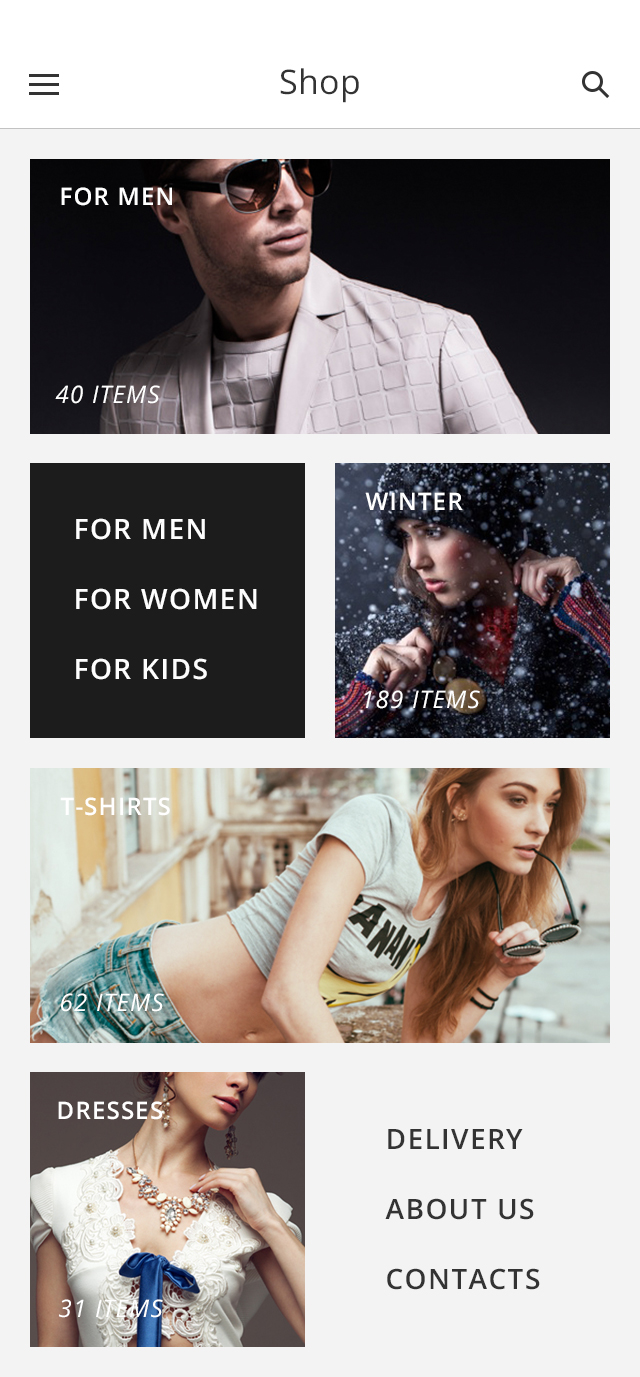 Shop
FOR MEN
40 ITEMS
FOR MEN
FOR WOMEN
FOR KIDS
WINTER
189 ITEMS
T-SHIRTS
62 ITEMS
DRESSES
31 ITEMS
DELIVERY
ABOUT US
CONTACTS